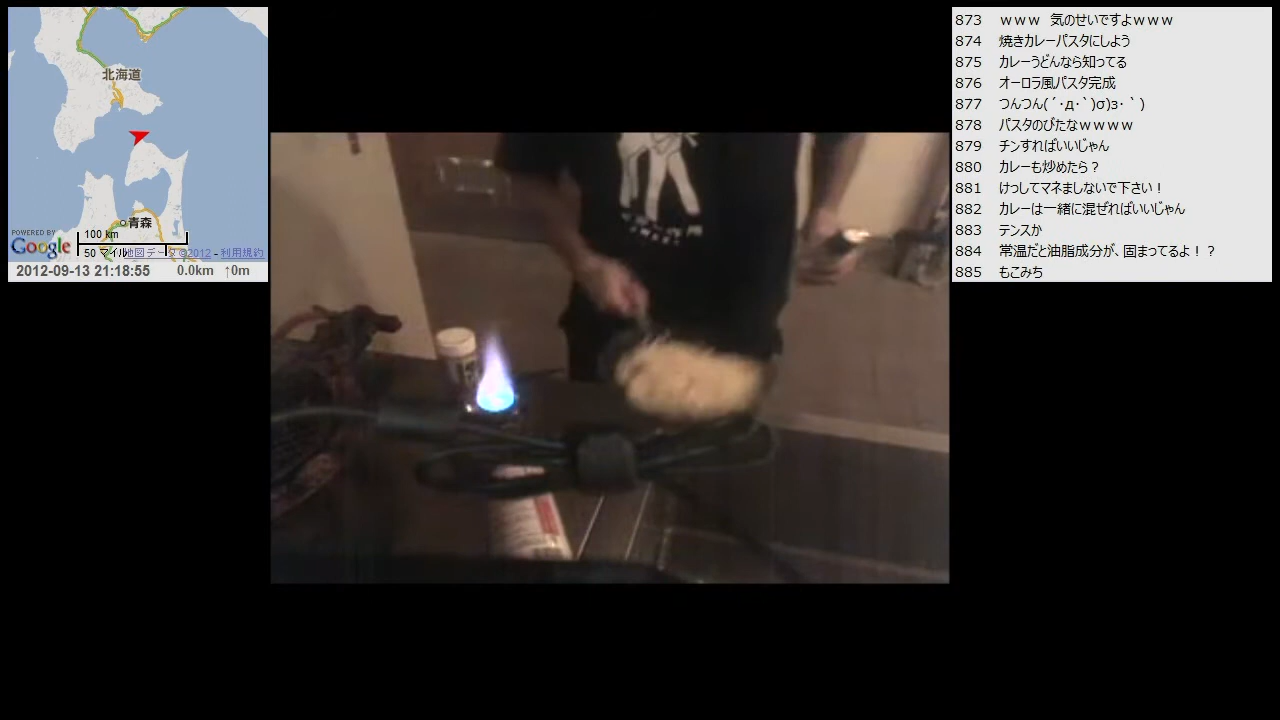 北海道
青森
POWERED BY
Google
100 km
50 マイル
地図データ ©2012 - 利用規約
2012-09-13 21:18:55 0.0km ↑0m
873 ｗｗｗ 気のせいですよｗｗｗ
874 焼きカレーパスタにしよう
875 カレーうどんなら知ってる
876 オーロラ風パスタ完成
877 つんつん(´･д･`)σ)з･｀)
878 パスタのびたなｗｗｗｗ
879 チンすればいいじゃん
880 カレーも炒めたら？
881 けっしてマネましないで下さい！
882 カレーは一緒に混ぜればいいじゃん
883 テンスか
884 常温だと油脂成分が、固まってるよ！？
885 もこみち